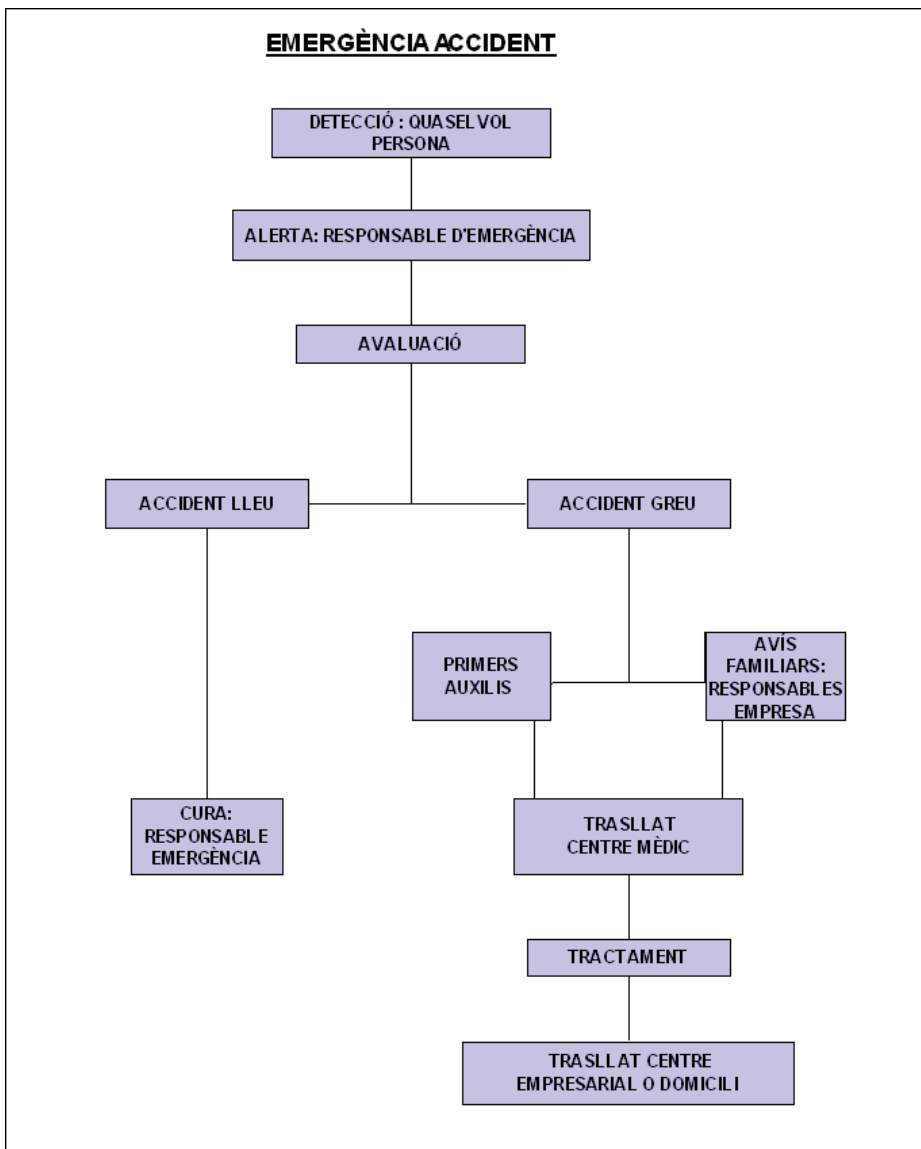 EMERGÈNCIA ACCIDENT
DETECCIÓ : QUASELVOL
PERSONA
ALERTA: RESPONSABLE D'EMERGÈNCIA
AVALUACIÓ
ACCIDENT LLEU
ACCIDENT GREU
PRIMERS
AUXILIS
AVÍS
FAMILIARS:
RESPONSABLES
EMPRESA
CURA:
RESPONSABLE
EMERGÈNCIA
TRASLLAT
CENTRE MÈDIC
TRACTAMENT
TRASLLAT CENTRE
EMPRESARIAL O DOMICILI